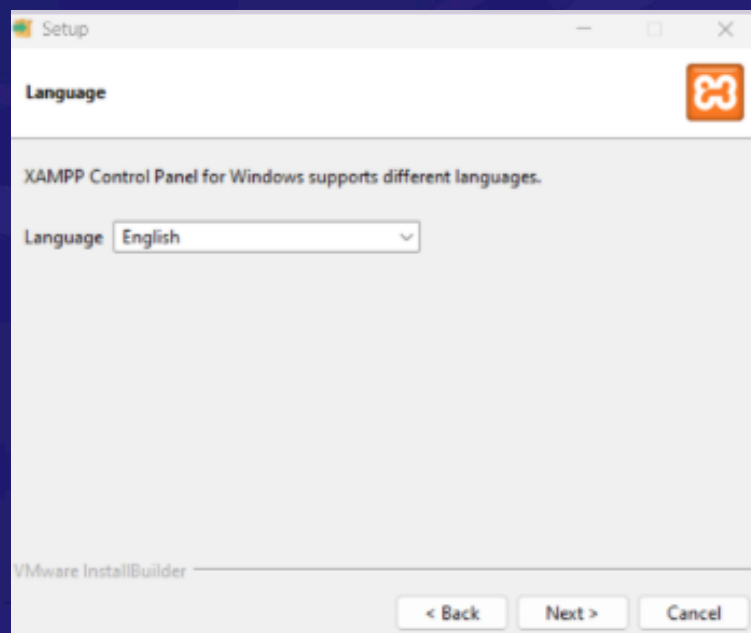 Setup
Language
XAMPP Control Panel for Windows supports different languages.
Language English
VMware InstallBuilder
< Back Next > Cancel